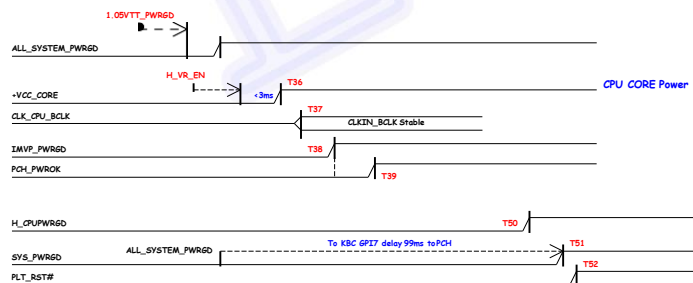 1.05VTT_PWRGD
ALL_SYSTEM_PWRGD
H_VR_EN
T36
CPU CORE Power
+VCC_CORE
<3ms
T37
CLK_CPU_BCLK
CLKIN_BCLK Stable
IMVP_PWRGD
T38
PCH_PWROK
T39
H_CPUPWRGD
T50
ALL_SYSTEM_PWRGD
To KBC GPI7 delay 99ms toPCH
T51
SYS_PWRGD
T52
PLT_RST#